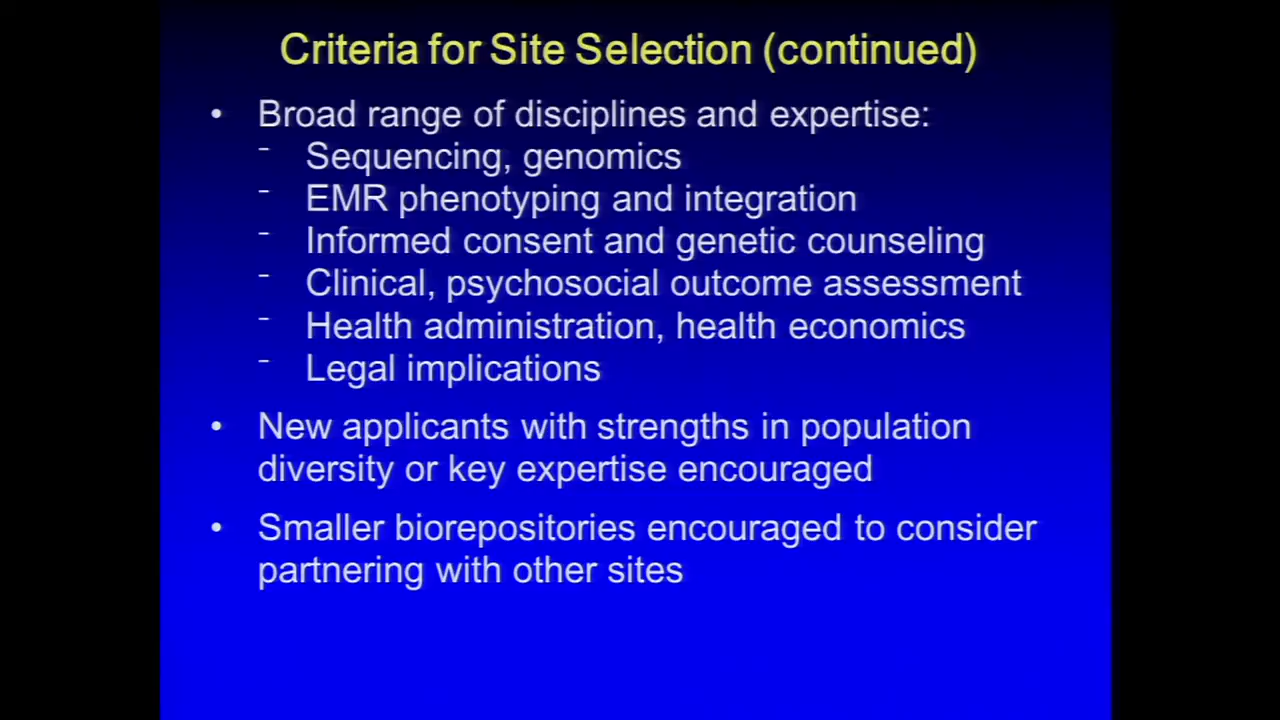 Criteria for Site Selection (continued)
• Broad range of disciplines and expertise:
- Sequencing, genomics
- EMR phenotyping and integration
- Informed consent and genetic counseling
- Clinical, psychosocial outcome assessment
- Health administration, health economics
- Legal implications
• New applicants with strengths in population
diversity or key expertise encouraged
• Smaller biorepositories encouraged to consider
partnering with other sites